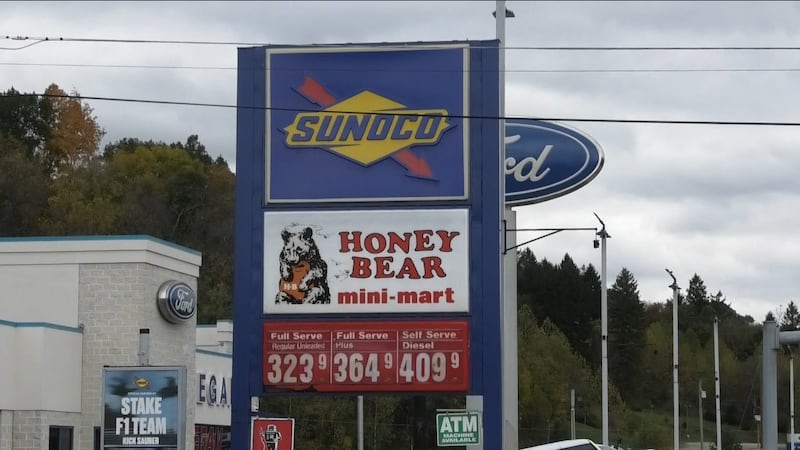 SUNOCO
Ford
HONEY
BEAR
mini-mart
H-B
Full Serve
Regular Unleaded
323 9
Full Serve
Plus
364 9
Self Serve
Diesel
409 9
ATM
MACHINE
AVAILABLE
Ford
STAKE
F1 TEAM
KICK SAUBER
EGA